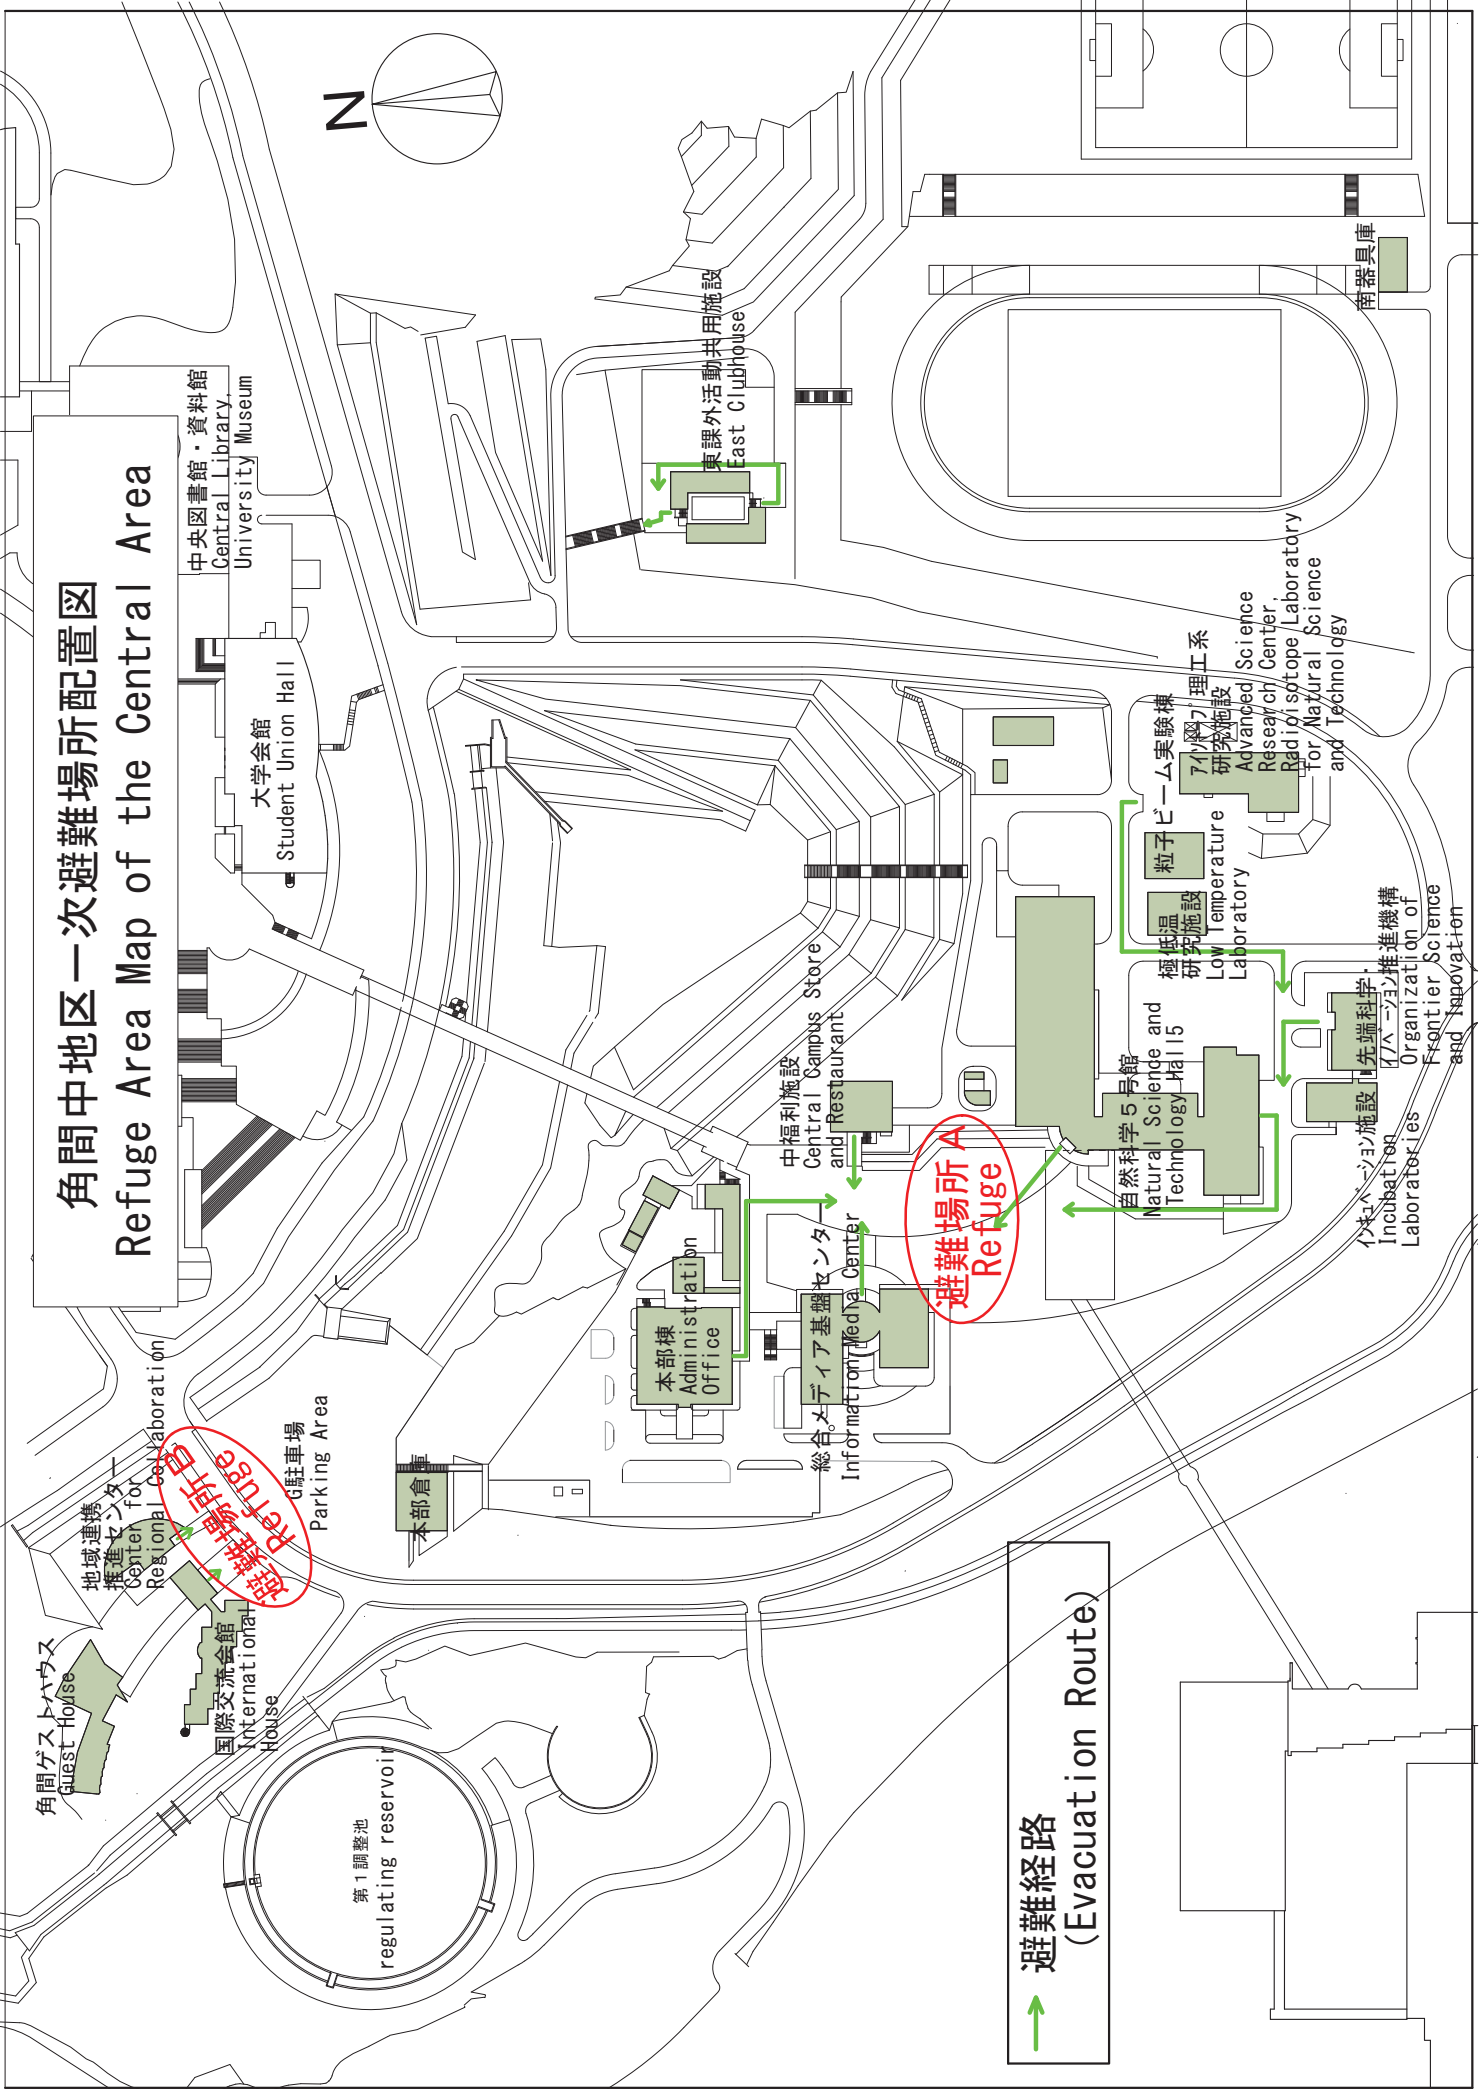 角間中地区一次避難場所配置図
Refuge Area Map of the Central Area
N
中央図書館・資料館
Central Library,
University Museum
大学会館
Student Union Hall
東課外活動共用施設
East Clubhouse
南器具庫
アイソトープ理工系
研究施設
Advanced Science
Research Center,
Radioisotope Laboratory
for Natural Science
and Technology
粒子ビーム実験棟
極低温
研究施設
Low Temperature
Laboratory
先端科学・
イノベーション推進機構
Organization of
Frontier Science
and Innovation
インキュベーション施設
Incubation
Laboratories
自然科学5号館
Natural Science and
Technology Hall5
中福利施設
Central Campus Store
and Restaurant
避難場所 A
Refuge
総合メディア基盤センター
Information Media Center
本部棟
Administration
Office
本部倉庫
G駐車場
Parking Area
避難場所B
Refuge
地域連携
推進センター
Center for
Regional Collaboration
国際交流会館
International
House
角間ゲストハウス
Guest House
第1調整池
regulating reservoir
避難経路
(Evacuation Route)